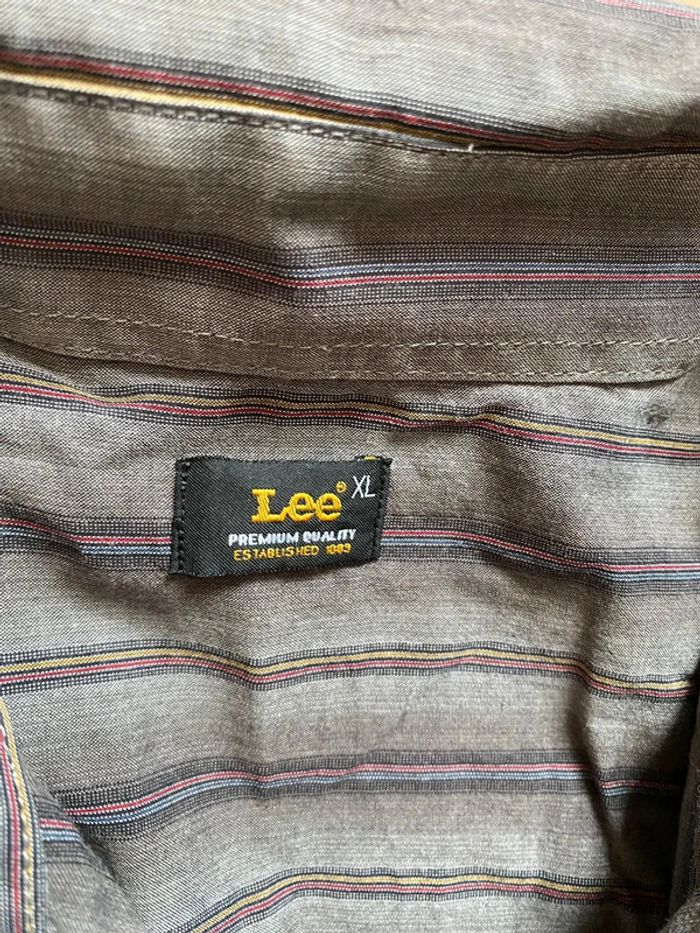 Lee® XL
PREMIUM QUALITY
ESTABLISHED 1889